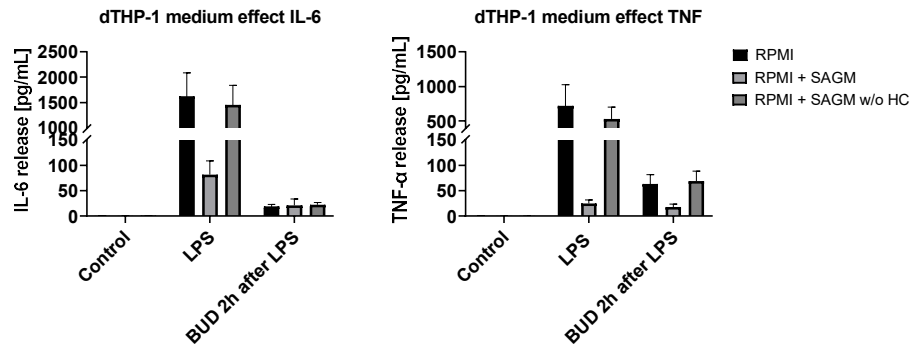 dTHP-1 medium effect IL-6
IL-6 release [pg/mL]
2500
2000
1500
1000
150
100
50
0
Control
LPS
BUD 2h after LPS
dTHP-1 medium effect TNF
TNF-α release [pg/mL]
1500
1000
500
150
100
50
0
Control
LPS
BUD 2h after LPS
RPMI
RPMI + SAGM
RPMI + SAGM w/o HC